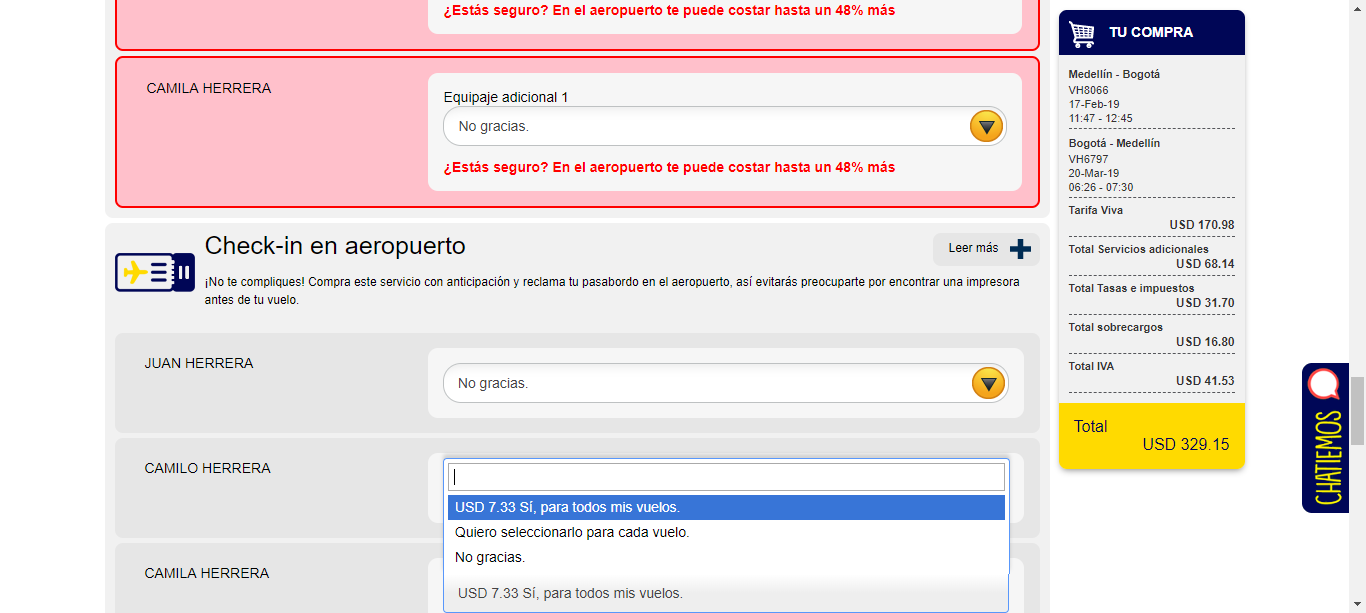 ¿Estás seguro? En el aeropuerto te puede costar hasta un 48% más
CAMILA HERRERA
Equipaje adicional 1
No gracias.
¿Estás seguro? En el aeropuerto te puede costar hasta un 48% más
Check-in en aeropuerto
Leer más
¡No te compliques! Compra este servicio con anticipación y reclama tu pasabordo en el aeropuerto, así evitarás preocuparte por encontrar una impresora
antes de tu vuelo.
JUAN HERRERA
No gracias.
CAMILO HERRERA
USD 7.33 Sí, para todos mis vuelos.
Quiero seleccionarlo para cada vuelo.
No gracias.
CAMILA HERRERA
USD 7.33 Sí, para todos mis vuelos.
TU COMPRA
Medellín - Bogotá
VH8066
17-Feb-19
11:47 - 12:45
Bogotá - Medellín
VH6797
20-Mar-19
06:26 - 07:30
Tarifa Viva
USD 170.98
Total Servicios adicionales
USD 68.14
Total Tasas e impuestos
USD 31.70
Total sobrecargos
USD 16.80
Total IVA
USD 41.53
Total
USD 329.15
CHATIEMOS